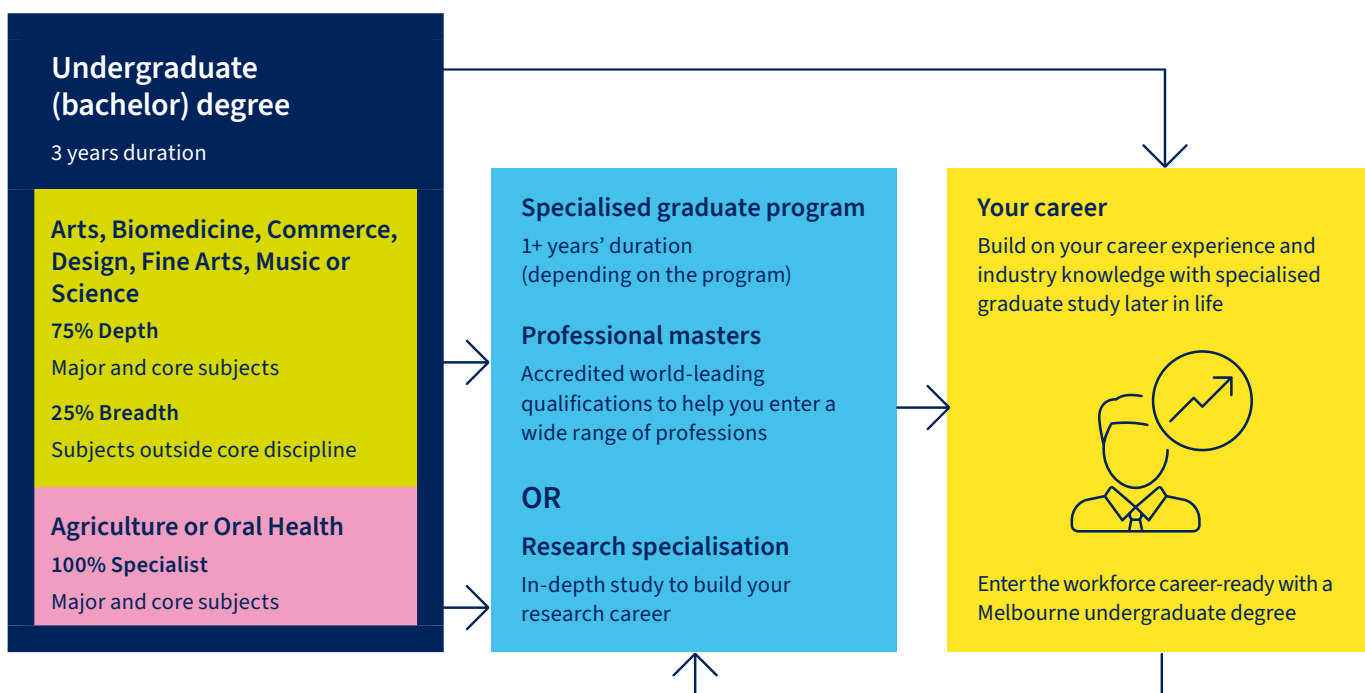 Undergraduate
(bachelor) degree
3 years duration
Arts, Biomedicine, Commerce,
Design, Fine Arts, Music or
Science
75% Depth
Major and core subjects
25% Breadth
Subjects outside core discipline
Agriculture or Oral Health
100% Specialist
Major and core subjects
Specialised graduate program
1+ years’ duration
(depending on the program)
Professional masters
Accredited world-leading
qualifications to help you enter a
wide range of professions
OR
Research specialisation
In-depth study to build your
research career
Your career
Build on your career experience and
industry knowledge with specialised
graduate study later in life
Enter the workforce career-ready with a
Melbourne undergraduate degree